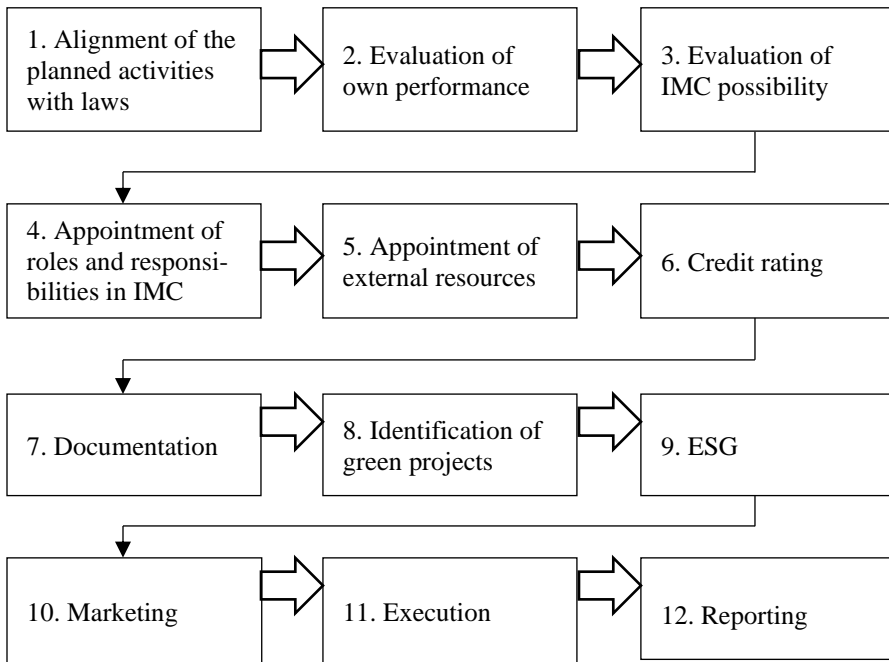 1. Alignment of the
planned activities
with laws
2. Evaluation of
own performance
3. Evaluation of
IMC possibility
4. Appointment of
roles and responsi-
bilities in IMC
5. Appointment of
external resources
6. Credit rating
7. Documentation
8. Identification of
green projects
9. ESG
10. Marketing
11. Execution
12. Reporting